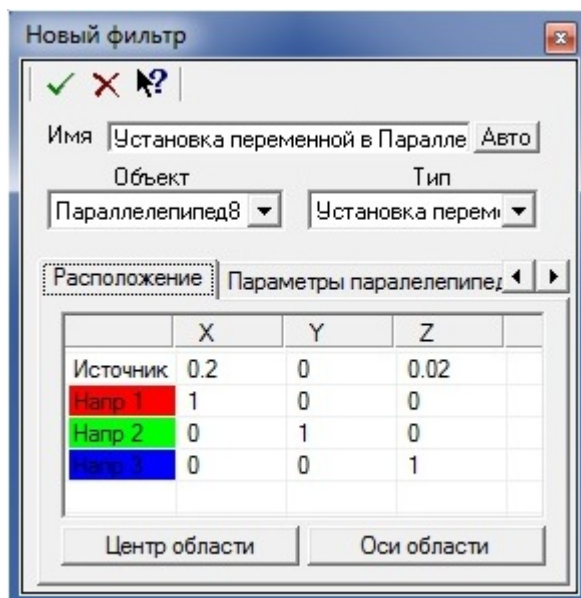 Новый фильтр
Имя Установка переменной в Паралле Авто
Объект Тип
Параллелепипед8 Установка перем
Расположение Параметры паралелепипед
X Y Z
Источник 0.2 0 0.02
Напр 1 1 0 0
Напр 2 0 1 0
Напр 3 0 0 1
Центр области Оси области